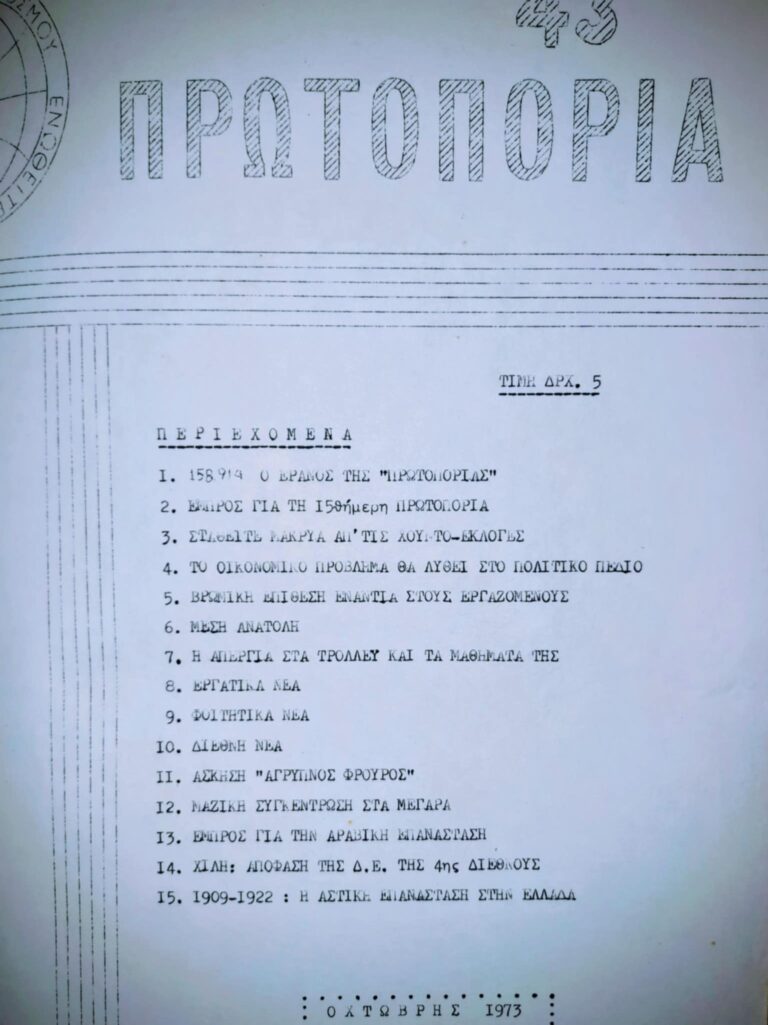 ΣΜΟΥ ΕΝΩΘΕΙΤΕ
43
ΠΡΩΤΟΠΟΡΙΑ
ΤΙΜΗ ΔΡΧ. 5
ΠΕΡΙΕΧΟΜΕΝΑ
1. 158.914 Ο ΕΡΑΝΟΣ ΤΗΣ "ΠΡΩΤΟΠΟΡΙΑΣ"
2. ΕΜΠΡΟΣ ΓΙΑ ΤΗ 15θήμερη ΠΡΩΤΟΠΟΡΙΑ
3. ΣΤΑΘΕΙΤΕ ΜΑΚΡΥΑ ΑΠ'ΤΙΣ ΧΟΥΝΤΟ-ΕΚΛΟΓΕΣ
4. ΤΟ ΟΙΚΟΝΟΜΙΚΟ ΠΡΟΒΛΗΜΑ ΘΑ ΛΥΘΕΙ ΣΤΟ ΠΟΛΙΤΙΚΟ ΠΕΔΙΟ
5. ΒΡΩΜΙΚΗ ΕΠΙΘΕΣΗ ΕΝΑΝΤΙΑ ΣΤΟΥΣ ΕΡΓΑΖΟΜΕΝΟΥΣ
6. ΜΕΣΗ ΑΝΑΤΟΛΗ
7. Η ΑΠΕΡΓΙΑ ΣΤΑ ΤΡΟΛΛΕΥ ΚΑΙ ΤΑ ΜΑΘΗΜΑΤΑ ΤΗΣ
8. ΕΡΓΑΤΙΚΑ ΝΕΑ
9. ΦΟΙΤΗΤΙΚΑ ΝΕΑ
10. ΔΙΕΘΝΗ ΝΕΑ
11. ΑΣΚΗΣΗ "ΑΓΡΥΠΝΟΣ ΦΡΟΥΡΟΣ"
12. ΜΑΖΙΚΗ ΣΥΓΚΕΝΤΡΩΣΗ ΣΤΑ ΜΕΓΑΡΑ
13. ΕΜΠΡΟΣ ΓΙΑ ΤΗΝ ΑΡΑΒΙΚΗ ΕΠΑΝΑΣΤΑΣΗ
14. ΧΙΛΗ: ΑΠΟΦΑΣΗ ΤΗΣ Δ.Ε. ΤΗΣ 4ης ΔΙΕΘΝΟΥΣ
15. 1909-1922 : Η ΑΣΤΙΚΗ ΕΠΑΝΑΣΤΑΣΗ ΣΤΗΝ ΕΛΛΑΔΑ
ΟΧΤΩΒΡΗΣ 1973